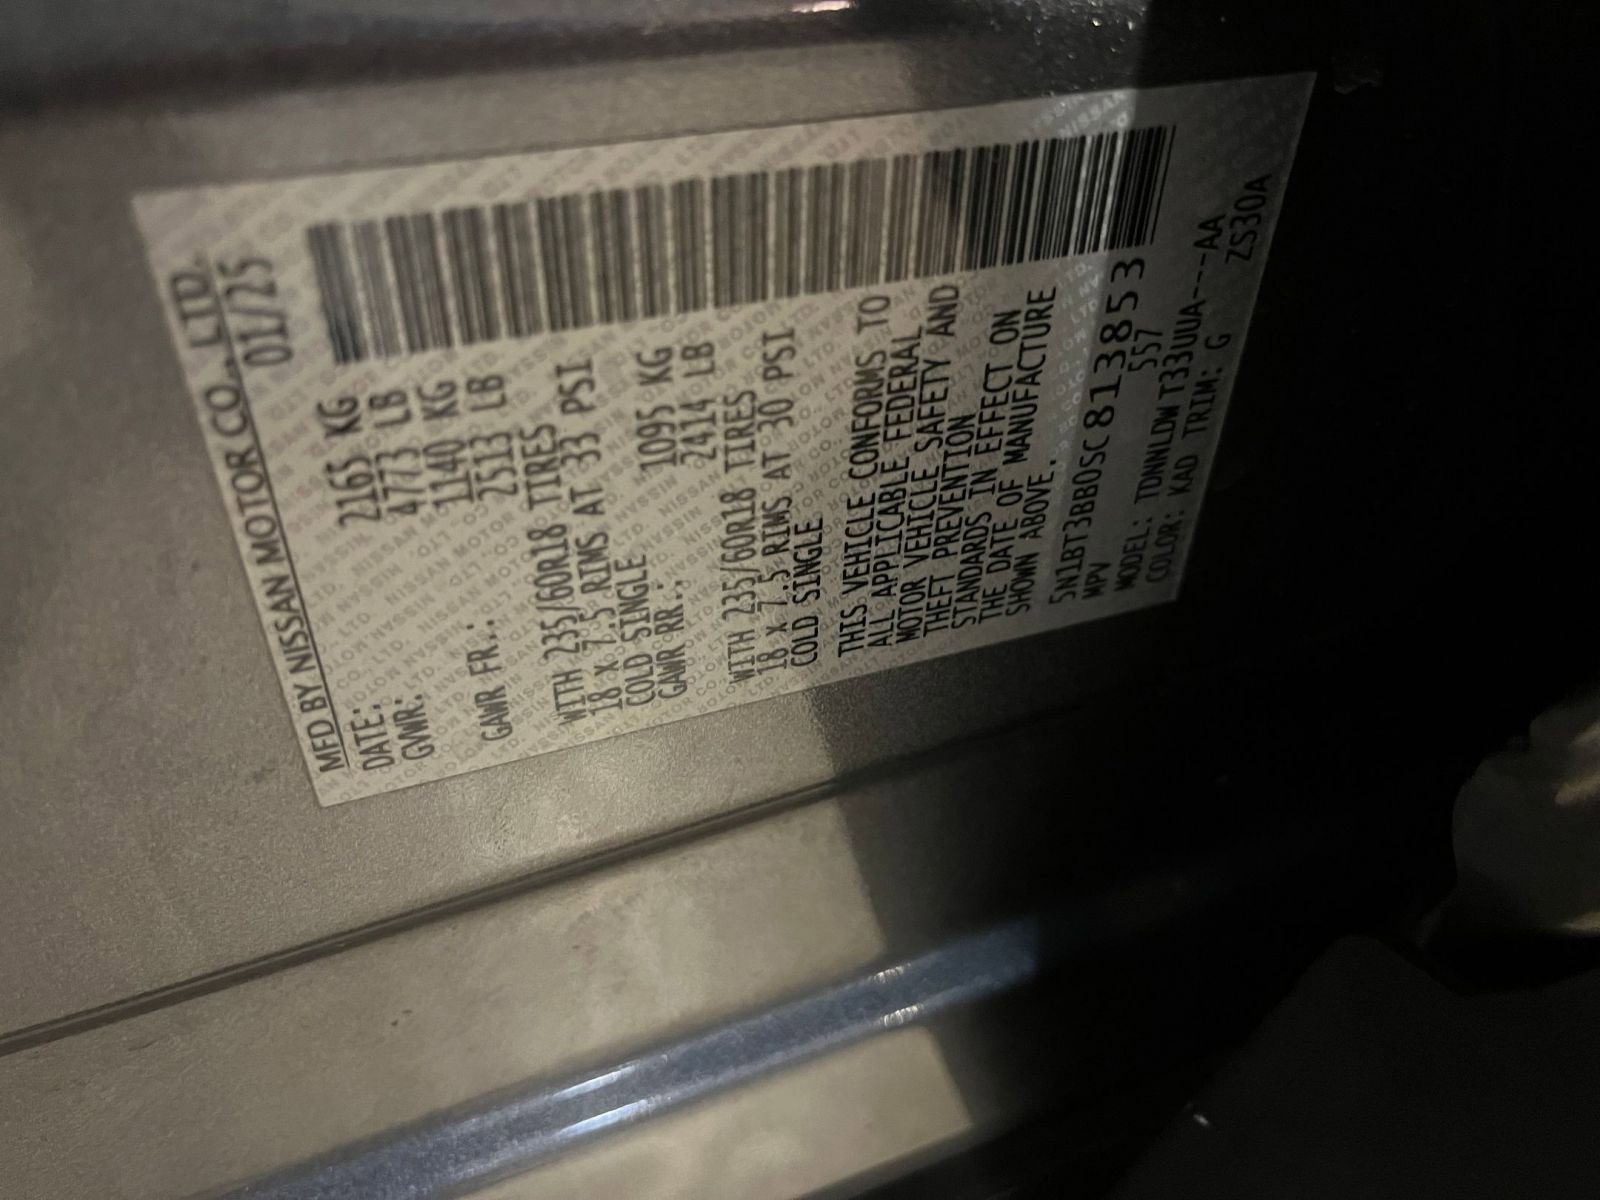 MFD BY NISSAN MOTOR CO., LTD.
DATE: 01/25
GVWR: 2165 KG
4773 LB
GAWR FR.: 1140 KG
2513 LB
WITH 235/60R18 TIRES
18 x 7.5 RIMS AT 33 PSI
COLD SINGLE
GAWR RR.: 1095 KG
2414 LB
WITH 235/60R18 TIRES
18 x 7.5 RIMS AT 30 PSI
COLD SINGLE
THIS VEHICLE CONFORMS TO
ALL APPLICABLE FEDERAL
MOTOR VEHICLE SAFETY AND
THEFT PREVENTION
STANDARDS IN EFFECT ON
THE DATE OF MANUFACTURE
SHOWN ABOVE.
5N1BT3BB0SC813853
MPV 557
MODEL: TDNNLDWT33UUA---AA
COLOR: KAD TRIM: G ZS30A